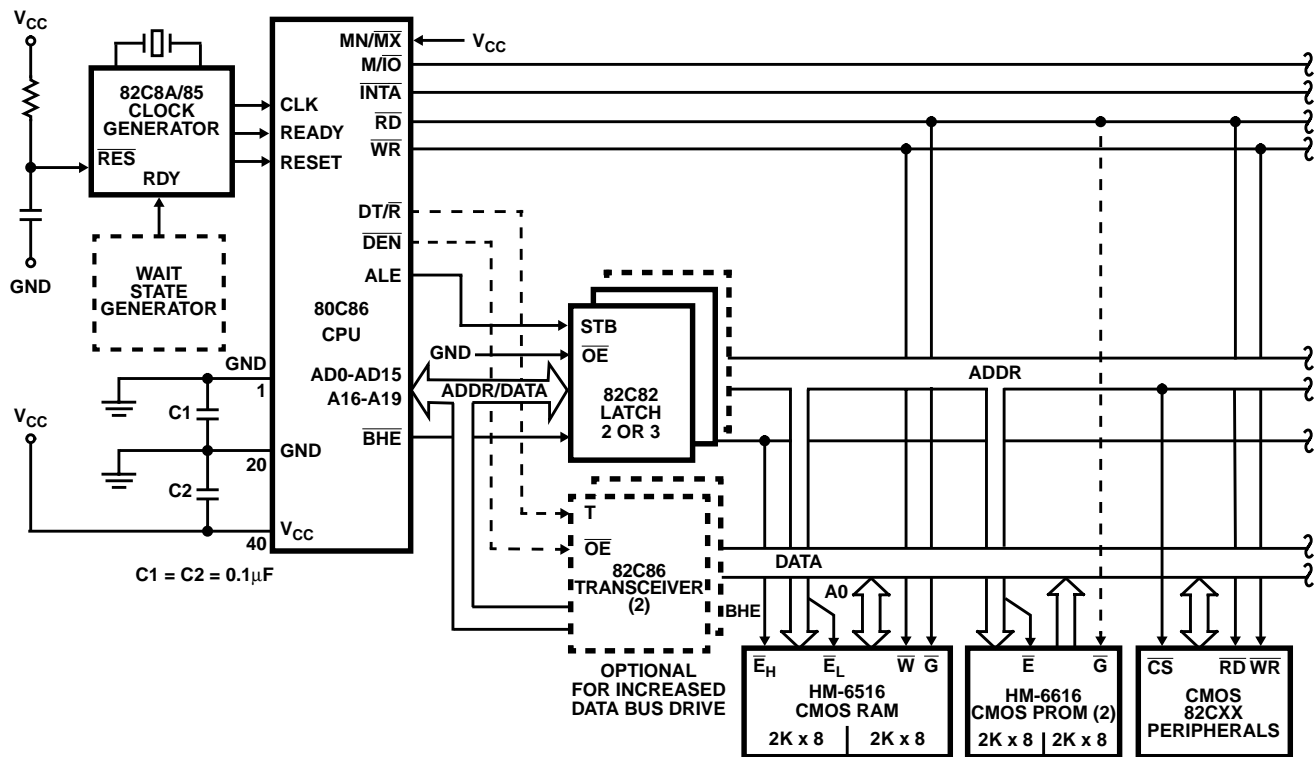 VCC
GND
82C8A/85
CLOCK
GENERATOR
RES
RDY
WAIT
STATE
GENERATOR
CLK
READY
RESET
MN/MX
VCC
M/IO
INTA
RD
WR
DT/R
DEN
ALE
80C86
CPU
AD0-AD15
A16-A19
BHE
GND
1
C1
VCC
GND
20
C2
VCC
40
C1 = C2 = 0.1μF
GND
ADDR/DATA
STB
OE
82C82
LATCH
2 OR 3
ADDR
T
OE
82C86
TRANSCEIVER
(2)
OPTIONAL
FOR INCREASED
DATA BUS DRIVE
DATA
A0
BHE
EH
EL
W
G
HM-6516
CMOS RAM
2K x 8
2K x 8
E
G
HM-6616
CMOS PROM (2)
2K x 8
2K x 8
CS
RD WR
CMOS
82CXX
PERIPHERALS